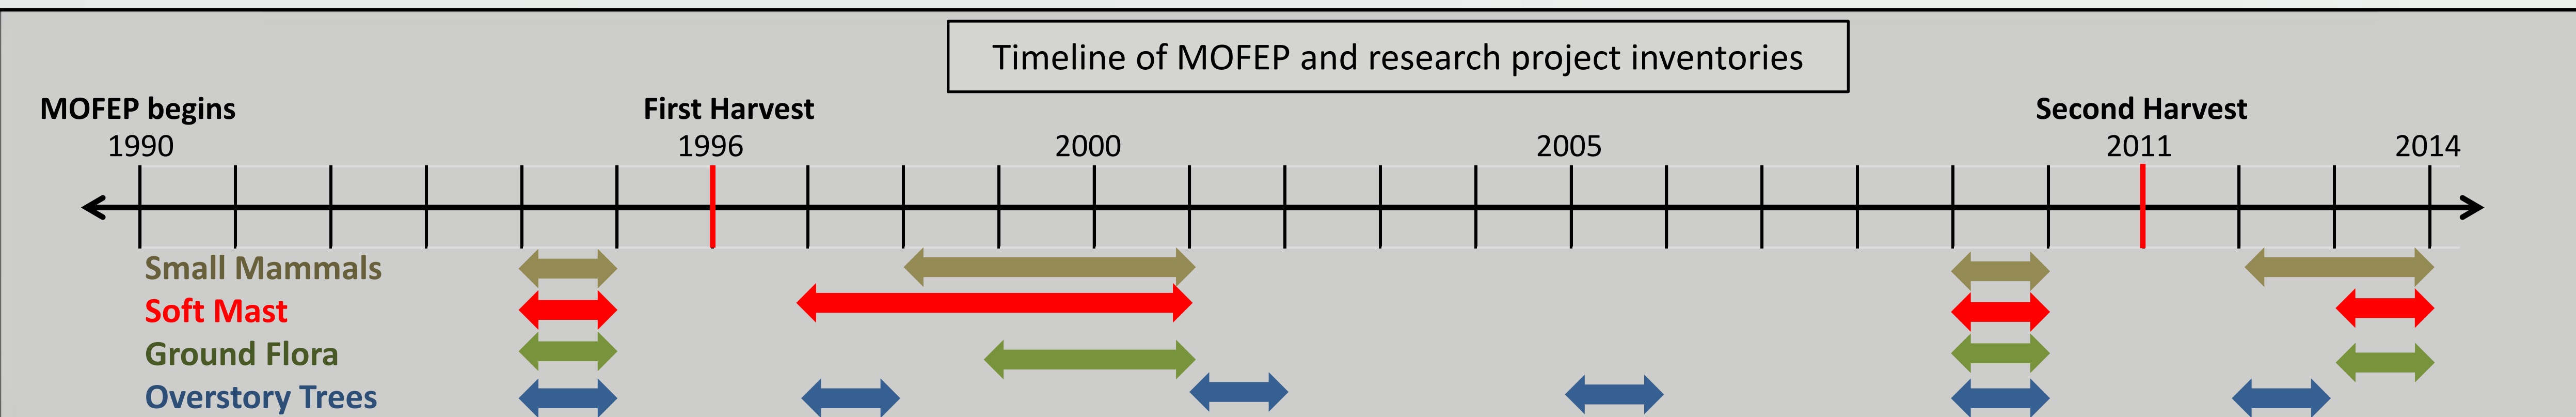 Timeline of MOFEP and research project inventories
MOFEP begins
First Harvest
Second Harvest
1990
1996
2000
2005
2011
2014
Small Mammals
Soft Mast
Ground Flora
Overstory Trees